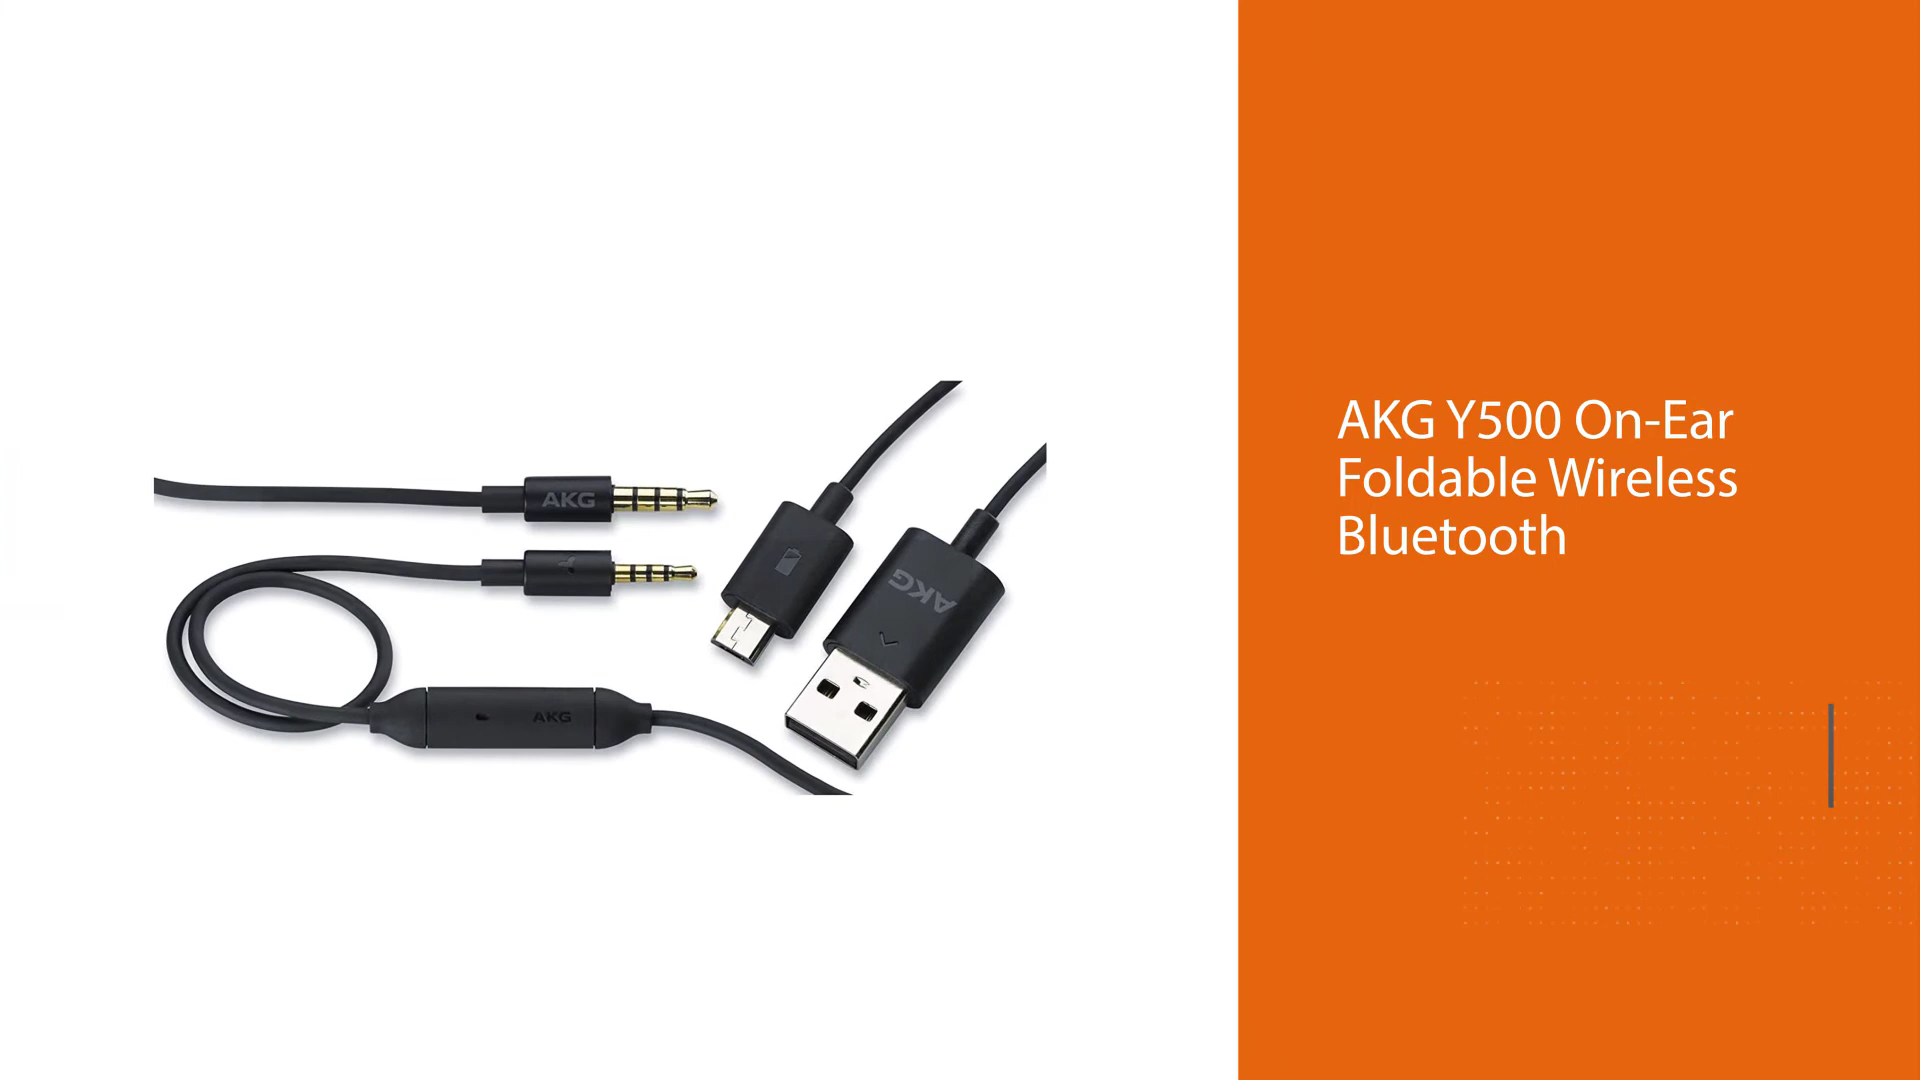 AKG
AKG
AKG
AKG Y500 On-Ear
Foldable Wireless
Bluetooth